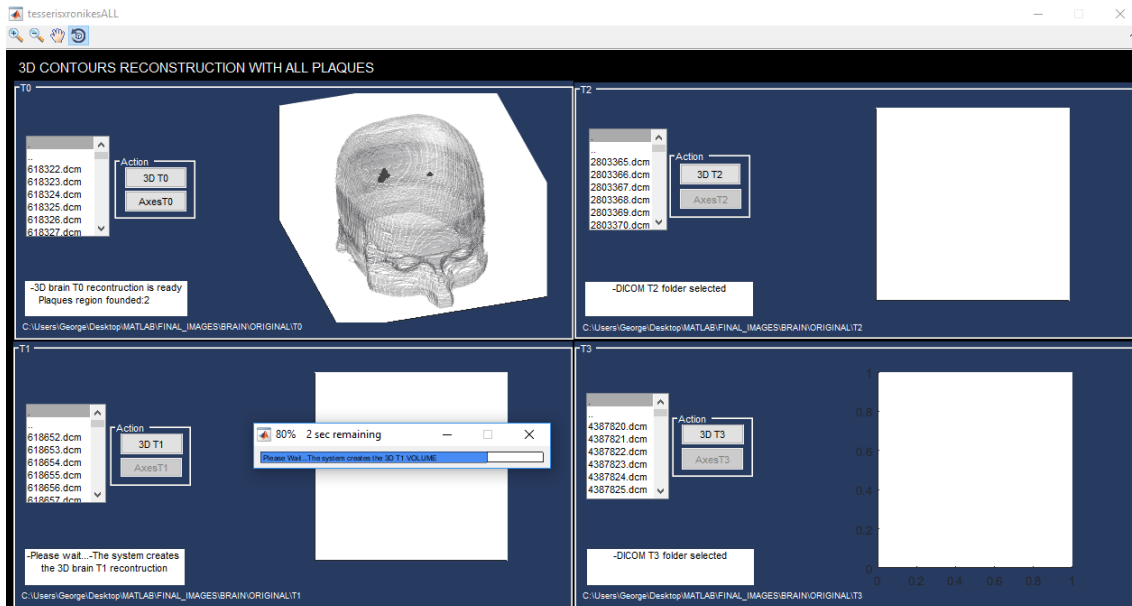 tesserisxronikesALL
3D CONTOURS RECONSTRUCTION WITH ALL PLAQUES
T0
.
..
618322.dcm
618323.dcm
618324.dcm
618325.dcm
618326.dcm
618327.dcm
Action
3D T0
AxesT0
-3D brain T0 recontruction is ready
Plaques region founded:2
C:\Users\George\Desktop\MATLAB\FINAL_IMAGES\BRAIN\ORIGINAL\T0
T2
.
..
2803365.dcm
2803366.dcm
2803367.dcm
2803368.dcm
2803369.dcm
2803370.dcm
Action
3D T2
AxesT2
-DICOM T2 folder selected
C:\Users\George\Desktop\MATLAB\FINAL_IMAGES\BRAIN\ORIGINAL\T2
T1
.
..
618652.dcm
618653.dcm
618654.dcm
618655.dcm
618656.dcm
618657.dcm
Action
3D T1
AxesT1
80% 2 sec remaining
Please Wait...The system creates the 3D T1 VOLUME
-Please wait...-The system creates
the 3D brain T1 recontruction
C:\Users\George\Desktop\MATLAB\FINAL_IMAGES\BRAIN\ORIGINAL\T1
T3
.
..
4387820.dcm
4387821.dcm
4387822.dcm
4387823.dcm
4387824.dcm
4387825.dcm
Action
3D T3
AxesT3
1
0.8
0.6
0.4
0.2
0
0 0.2 0.4 0.6 0.8 1
-DICOM T3 folder selected
C:\Users\George\Desktop\MATLAB\FINAL_IMAGES\BRAIN\ORIGINAL\T3